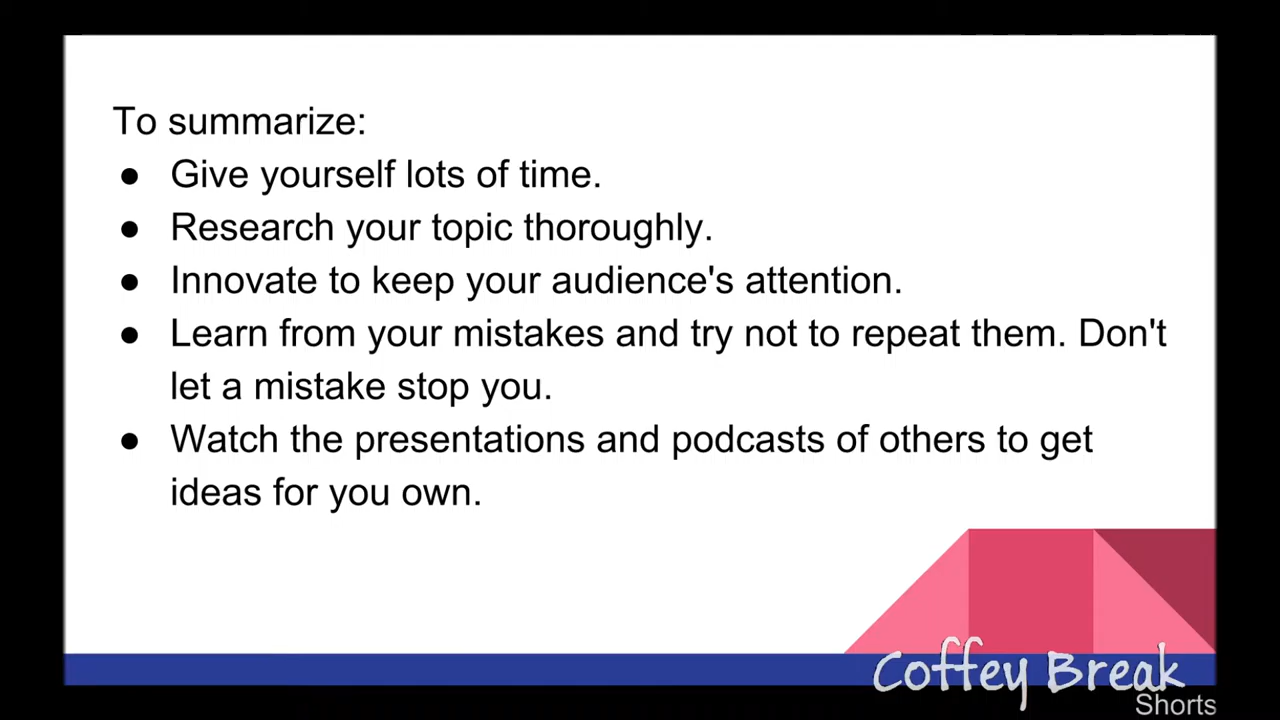 To summarize:
● Give yourself lots of time.
● Research your topic thoroughly.
● Innovate to keep your audience's attention.
● Learn from your mistakes and try not to repeat them. Don't
let a mistake stop you.
● Watch the presentations and podcasts of others to get
ideas for you own.
Coffey Break
Shorts